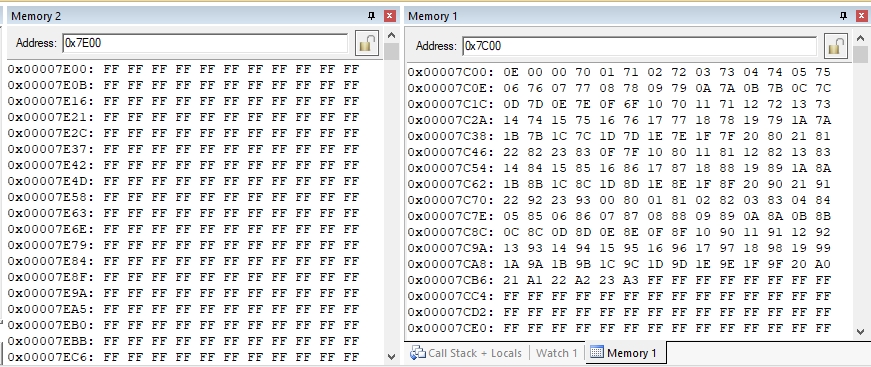 Memory 2
Address: 0x7E00
0x00007E00: FF FF FF FF FF FF FF FF FF FF FF
0x00007E0B: FF FF FF FF FF FF FF FF FF FF FF
0x00007E16: FF FF FF FF FF FF FF FF FF FF FF
0x00007E21: FF FF FF FF FF FF FF FF FF FF FF
0x00007E2C: FF FF FF FF FF FF FF FF FF FF FF
0x00007E37: FF FF FF FF FF FF FF FF FF FF FF
0x00007E42: FF FF FF FF FF FF FF FF FF FF FF
0x00007E4D: FF FF FF FF FF FF FF FF FF FF FF
0x00007E58: FF FF FF FF FF FF FF FF FF FF FF
0x00007E63: FF FF FF FF FF FF FF FF FF FF FF
0x00007E6E: FF FF FF FF FF FF FF FF FF FF FF
0x00007E79: FF FF FF FF FF FF FF FF FF FF FF
0x00007E84: FF FF FF FF FF FF FF FF FF FF FF
0x00007E8F: FF FF FF FF FF FF FF FF FF FF FF
0x00007E9A: FF FF FF FF FF FF FF FF FF FF FF
0x00007EA5: FF FF FF FF FF FF FF FF FF FF FF
0x00007EB0: FF FF FF FF FF FF FF FF FF FF FF
0x00007EBB: FF FF FF FF FF FF FF FF FF FF FF
0x00007EC6: FF FF FF FF FF FF FF FF FF FF FF
Memory 1
Address: 0x7C00
0x00007C00: 0E 00 00 70 01 71 02 72 03 73 04 74 05 75
0x00007C0E: 06 76 07 77 08 78 09 79 0A 7A 0B 7B 0C 7C
0x00007C1C: 0D 7D 0E 7E 0F 6F 10 70 11 71 12 72 13 73
0x00007C2A: 14 74 15 75 16 76 17 77 18 78 19 79 1A 7A
0x00007C38: 1B 7B 1C 7C 1D 7D 1E 7E 1F 7F 20 80 21 81
0x00007C46: 22 82 23 83 0F 7F 10 80 11 81 12 82 13 83
0x00007C54: 14 84 15 85 16 86 17 87 18 88 19 89 1A 8A
0x00007C62: 1B 8B 1C 8C 1D 8D 1E 8E 1F 8F 20 90 21 91
0x00007C70: 22 92 23 93 00 80 01 81 02 82 03 83 04 84
0x00007C7E: 05 85 06 86 07 87 08 88 09 89 0A 8A 0B 8B
0x00007C8C: 0C 8C 0D 8D 0E 8E 0F 8F 10 90 11 91 12 92
0x00007C9A: 13 93 14 94 15 95 16 96 17 97 18 98 19 99
0x00007CA8: 1A 9A 1B 9B 1C 9C 1D 9D 1E 9E 1F 9F 20 A0
0x00007CB6: 21 A1 22 A2 23 A3 FF FF FF FF FF FF FF FF
0x00007CC4: FF FF FF FF FF FF FF FF FF FF FF FF FF FF
0x00007CD2: FF FF FF FF FF FF FF FF FF FF FF FF FF FF
0x00007CE0: FF FF FF FF FF FF FF FF FF FF FF FF FF FF
Call Stack + Locals Watch 1 Memory 1